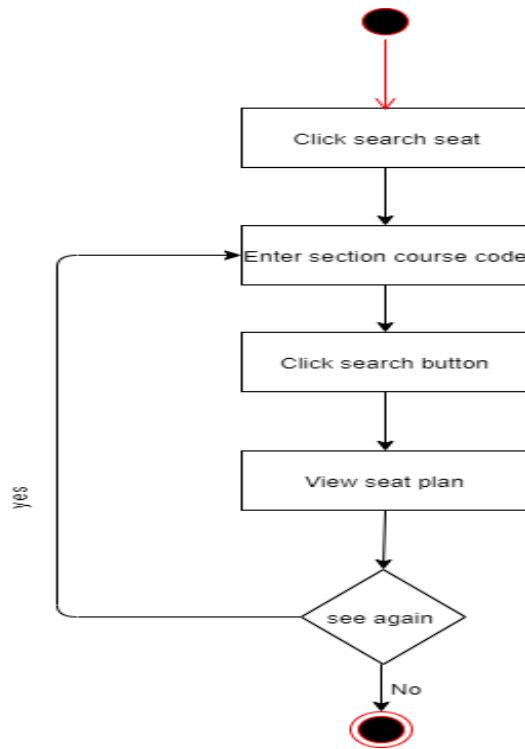 Click search seat
Enter section course code
Click search button
View seat plan
yes
see again
No